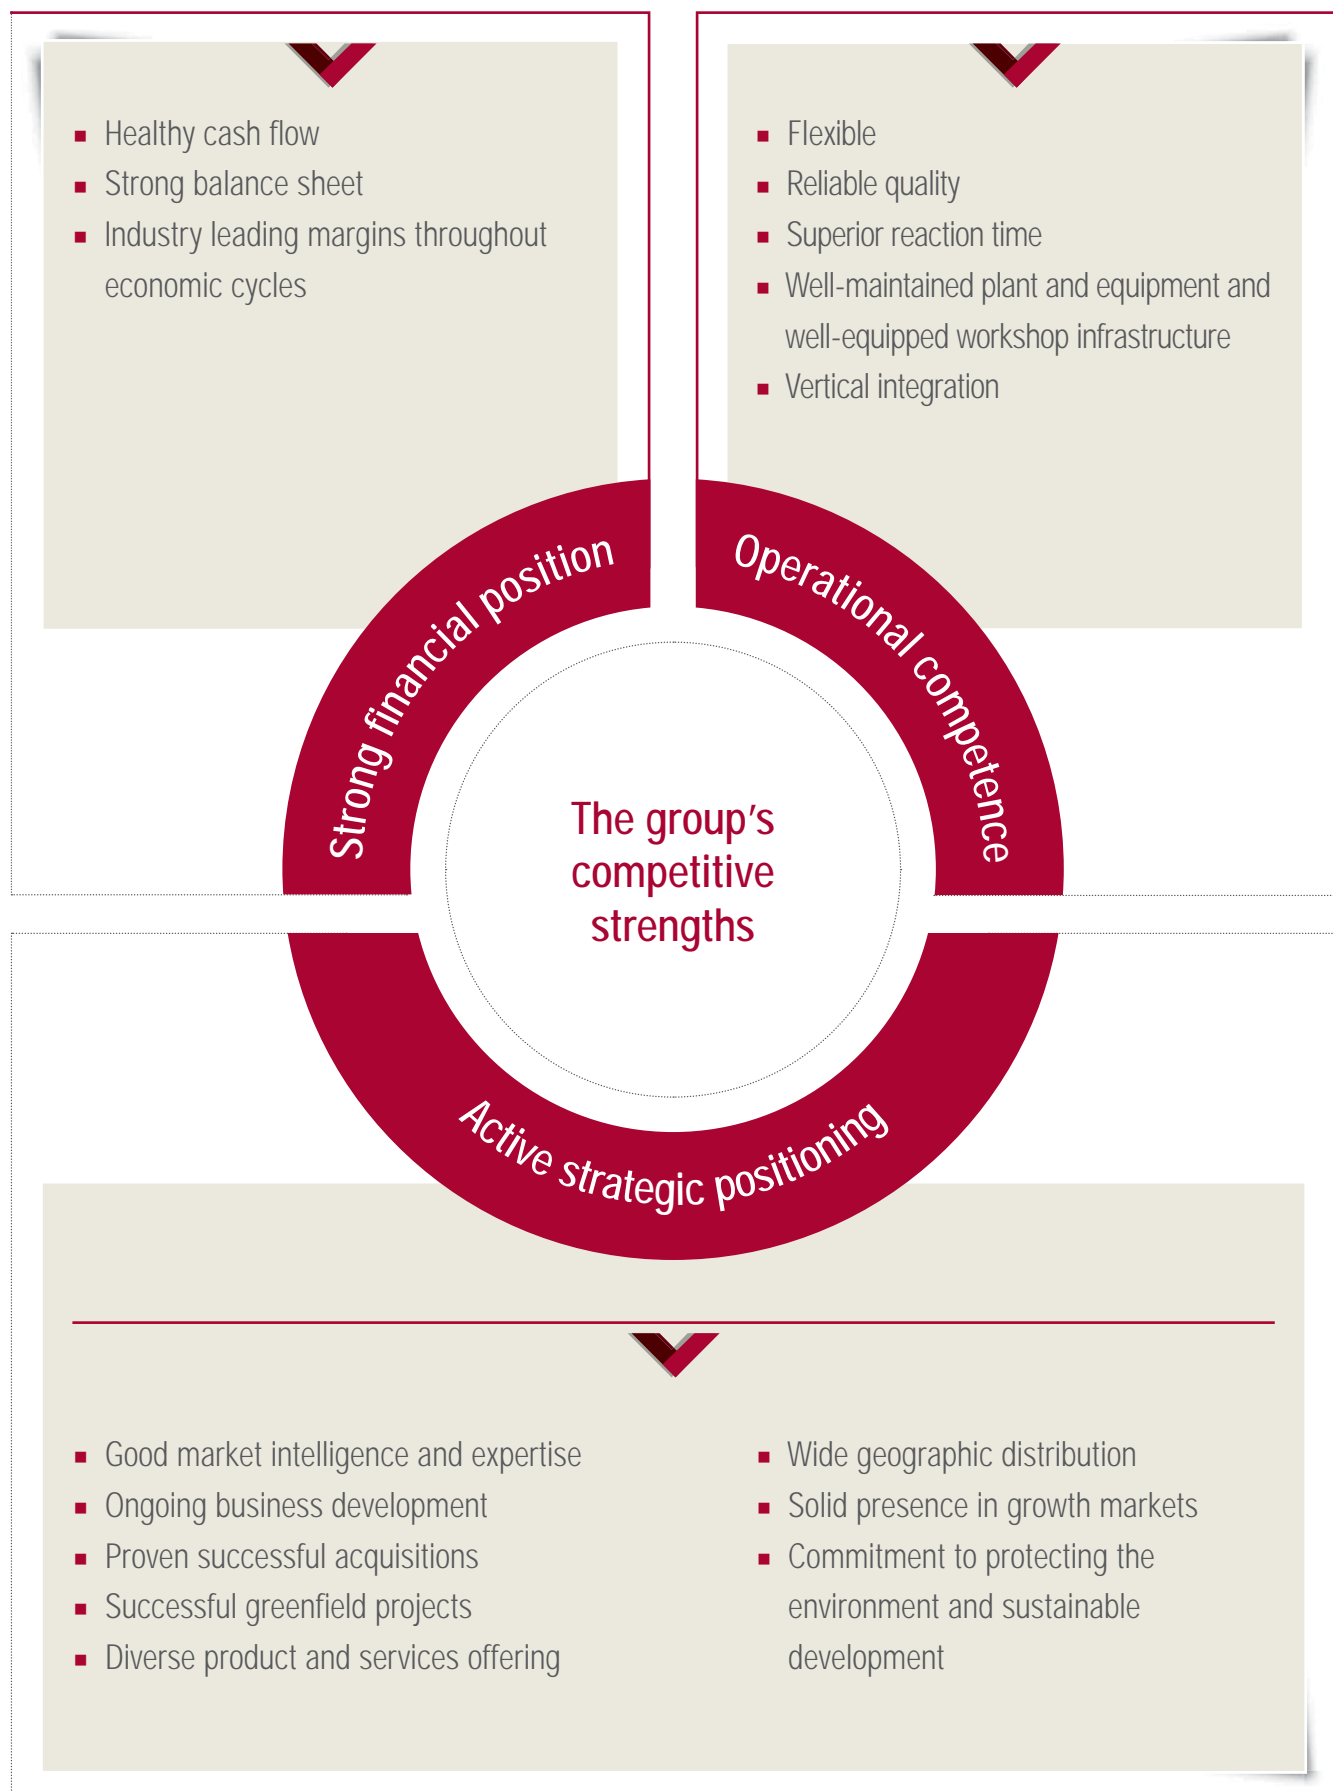 Healthy cash flow
Strong balance sheet
Industry leading margins throughout
economic cycles
Flexible
Reliable quality
Superior reaction time
Well-maintained plant and equipment and
well-equipped workshop infrastructure
Vertical integration
Strong financial position
Operational competence
The group's
competitive
strengths
Active strategic positioning
Good market intelligence and expertise
Ongoing business development
Proven successful acquisitions
Successful greenfield projects
Diverse product and services offering
Wide geographic distribution
Solid presence in growth markets
Commitment to protecting the
environment and sustainable
development